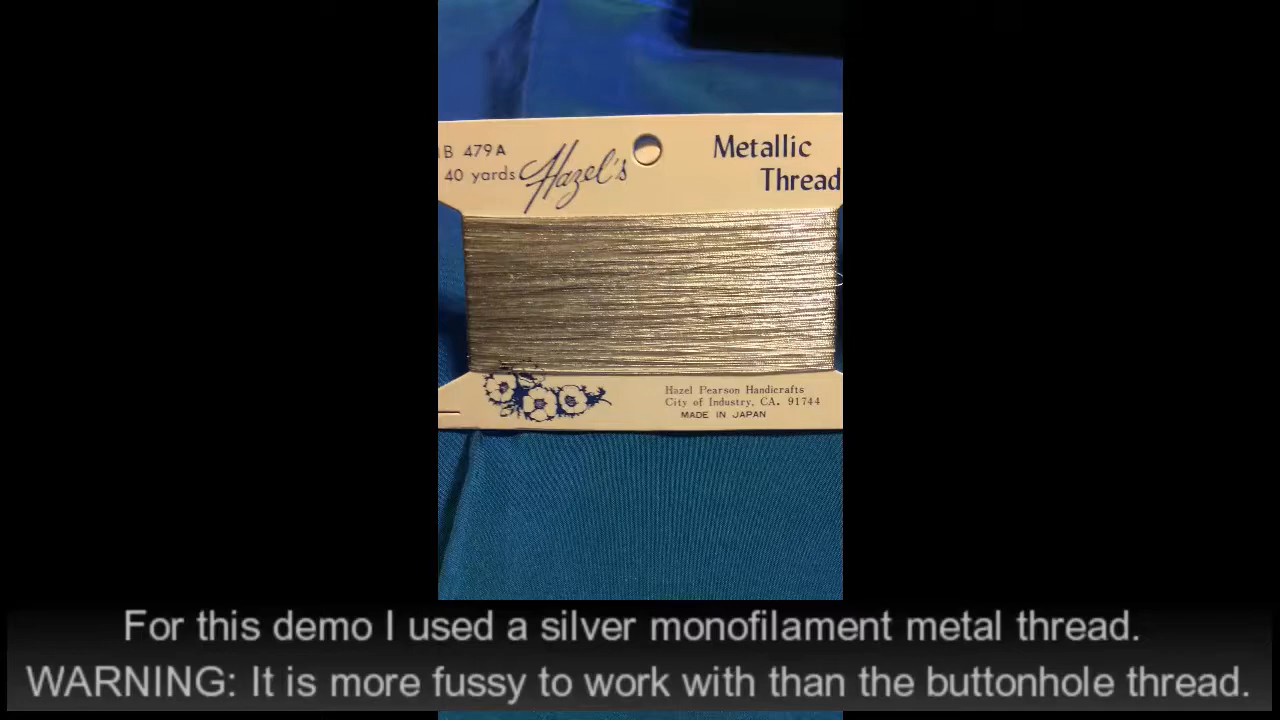 B 479A
40 yards
Hazel's
Metallic
Thread
Hazel Pearson Handicrafts
City of Industry, CA. 91744
MADE IN JAPAN
For this demo I used a silver monofilament metal thread.
WARNING: It is more fussy to work with than the buttonhole thread.